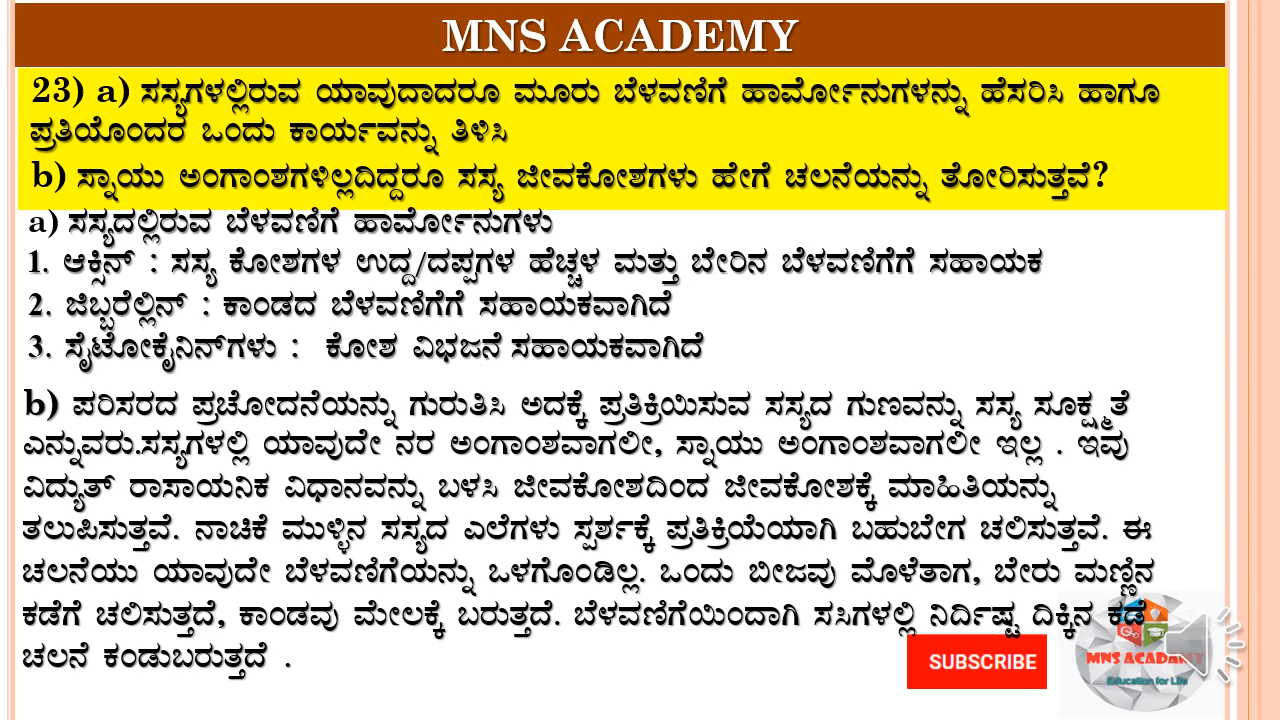 MNS ACADEMY
23) a) ಸಸ್ಯಗಳಲ್ಲಿರುವ ಯಾವುದಾದರೂ ಮೂರು ಬೆಳವಣಿಗೆ ಹಾರ್ಮೋನುಗಳನ್ನು ಹೆಸರಿಸಿ ಹಾಗೂ
ಪ್ರತಿಯೊಂದರ ಒಂದು ಕಾರ್ಯವನ್ನು ತಿಳಿಸಿ
b) ಸ್ನಾಯು ಅಂಗಾಂಶಗಳಿಲ್ಲದಿದ್ದರೂ ಸಸ್ಯ ಜೀವಕೋಶಗಳು ಹೇಗೆ ಚಲನೆಯನ್ನು ತೋರಿಸುತ್ತವೆ?
a) ಸಸ್ಯದಲ್ಲಿರುವ ಬೆಳವಣಿಗೆ ಹಾರ್ಮೋನುಗಳು
1. ಆಕ್ಸಿನ್ : ಸಸ್ಯ ಕೋಶಗಳ ಉದ್ದ/ದಪ್ಪಗಳ ಹೆಚ್ಚಳ ಮತ್ತು ಬೇರಿನ ಬೆಳವಣಿಗೆಗೆ ಸಹಾಯಕ
2. ಜಿಬ್ಬರೆಲ್ಲಿನ್ : ಕಾಂಡದ ಬೆಳವಣಿಗೆಗೆ ಸಹಾಯಕವಾಗಿದೆ
3. ಸೈಟೋಕೈನಿನ್‌ಗಳು : ಕೋಶ ವಿಭಜನೆ ಸಹಾಯಕವಾಗಿದೆ
b) ಪರಿಸರದ ಪ್ರಚೋದನೆಯನ್ನು ಗುರುತಿಸಿ ಅದಕ್ಕೆ ಪ್ರತಿಕ್ರಿಯಿಸುವ ಸಸ್ಯದ ಗುಣವನ್ನು ಸಸ್ಯ ಸೂಕ್ಷ್ಮತೆ
ಎನ್ನುವರು.ಸಸ್ಯಗಳಲ್ಲಿ ಯಾವುದೇ ನರ ಅಂಗಾಂಶವಾಗಲೀ, ಸ್ನಾಯು ಅಂಗಾಂಶವಾಗಲೀ ಇಲ್ಲ . ಇವು
ವಿದ್ಯುತ್ ರಾಸಾಯನಿಕ ವಿಧಾನವನ್ನು ಬಳಸಿ ಜೀವಕೋಶದಿಂದ ಜೀವಕೋಶಕ್ಕೆ ಮಾಹಿತಿಯನ್ನು
ತಲುಪಿಸುತ್ತವೆ. ನಾಚಿಕೆ ಮುಳ್ಳಿನ ಸಸ್ಯದ ಎಲೆಗಳು ಸ್ಪರ್ಶಕ್ಕೆ ಪ್ರತಿಕ್ರಿಯೆಯಾಗಿ ಬಹುಬೇಗ ಚಲಿಸುತ್ತವೆ. ಈ
ಚಲನೆಯು ಯಾವುದೇ ಬೆಳವಣಿಗೆಯನ್ನು ಒಳಗೊಂಡಿಲ್ಲ. ಒಂದು ಬೀಜವು ಮೊಳೆತಾಗ, ಬೇರು ಮಣ್ಣಿನ
ಕಡೆಗೆ ಚಲಿಸುತ್ತದೆ, ಕಾಂಡವು ಮೇಲಕ್ಕೆ ಬರುತ್ತದೆ. ಬೆಳವಣಿಗೆಯಿಂದಾಗಿ ಸಸಿಗಳಲ್ಲಿ ನಿರ್ದಿಷ್ಟ ದಿಕ್ಕಿನ ಕಡೆ
ಚಲನೆ ಕಂಡುಬರುತ್ತದೆ .
SUBSCRIBE
MNS ACADEMY
Education for Life